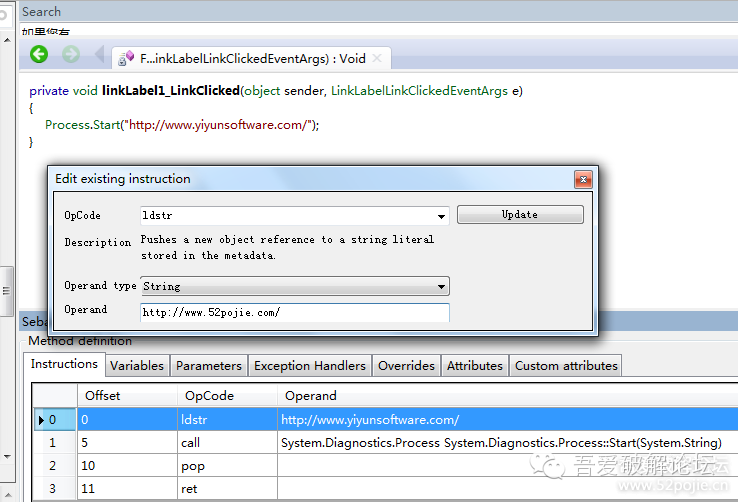 Search
如果您有
F...inkLabelLinkClickedEventArgs) : Void
private void linkLabel1_LinkClicked(object sender, LinkLabelLinkClickedEventArgs e)
{
Process.Start("http://www.yiyunsoftware.com/");
}
Edit existing instruction
OpCode ldstr Update
Description Pushes a new object reference to a string literal
stored in the metadata.
Operand type String
Operand http://www.52pojie.com/
Seba
Method definition
Instructions Variables Parameters Exception Handlers Overrides Attributes Custom attributes
Offset OpCode Operand
0 0 ldstr http://www.yiyunsoftware.com/
1 5 call System.Diagnostics.Process System.Diagnostics.Process::Start(System.String)
2 10 pop
3 11 ret
吾爱破解论坛
www.52pojie.cn